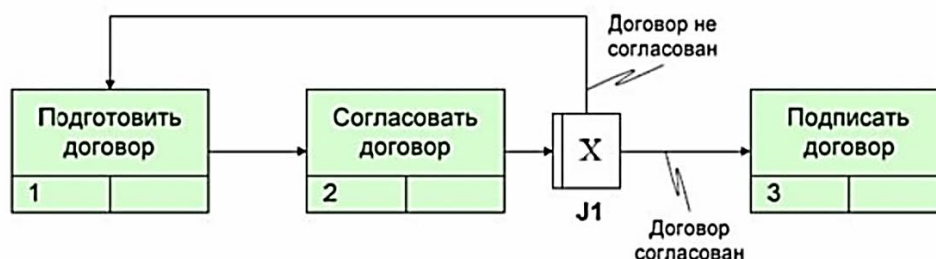 Договор не
согласован
Подготовить
договор
1
Согласовать
договор
2
X
J1
Подписать
договор
3
Договор
согласован